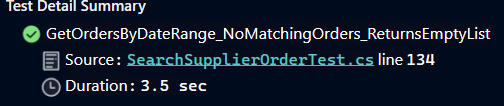 Test Detail Summary
GetOrdersByDateRange_NoMatchingOrders_ReturnsEmptyList
Source: SearchSupplierOrderTest.cs line 134
Duration: 3.5 sec